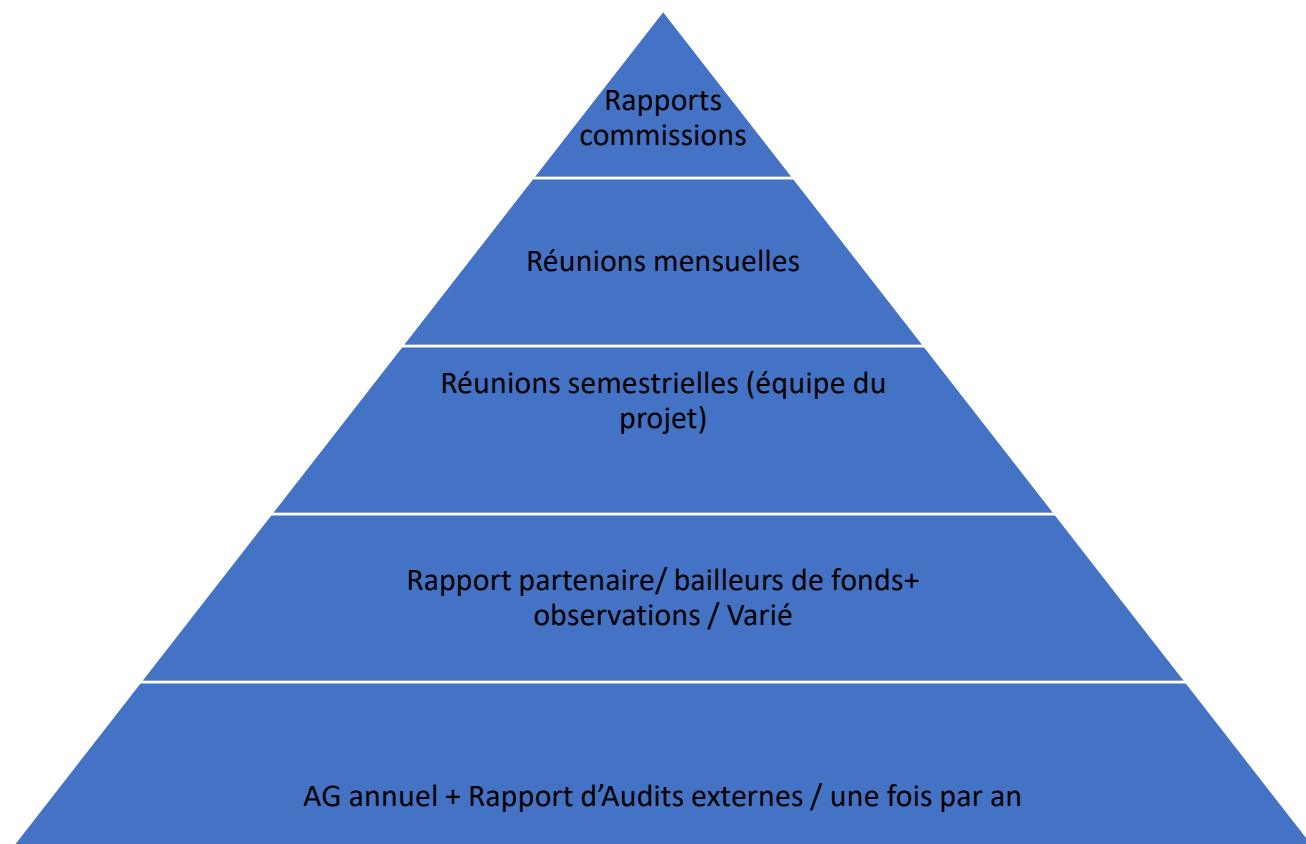 Rapports
commissions
Réunions mensuelles
Réunions semestrielles (équipe du
projet)
Rapport partenaire/ bailleurs de fonds+
observations / Varié
AG annuel + Rapport d’Audits externes / une fois par an